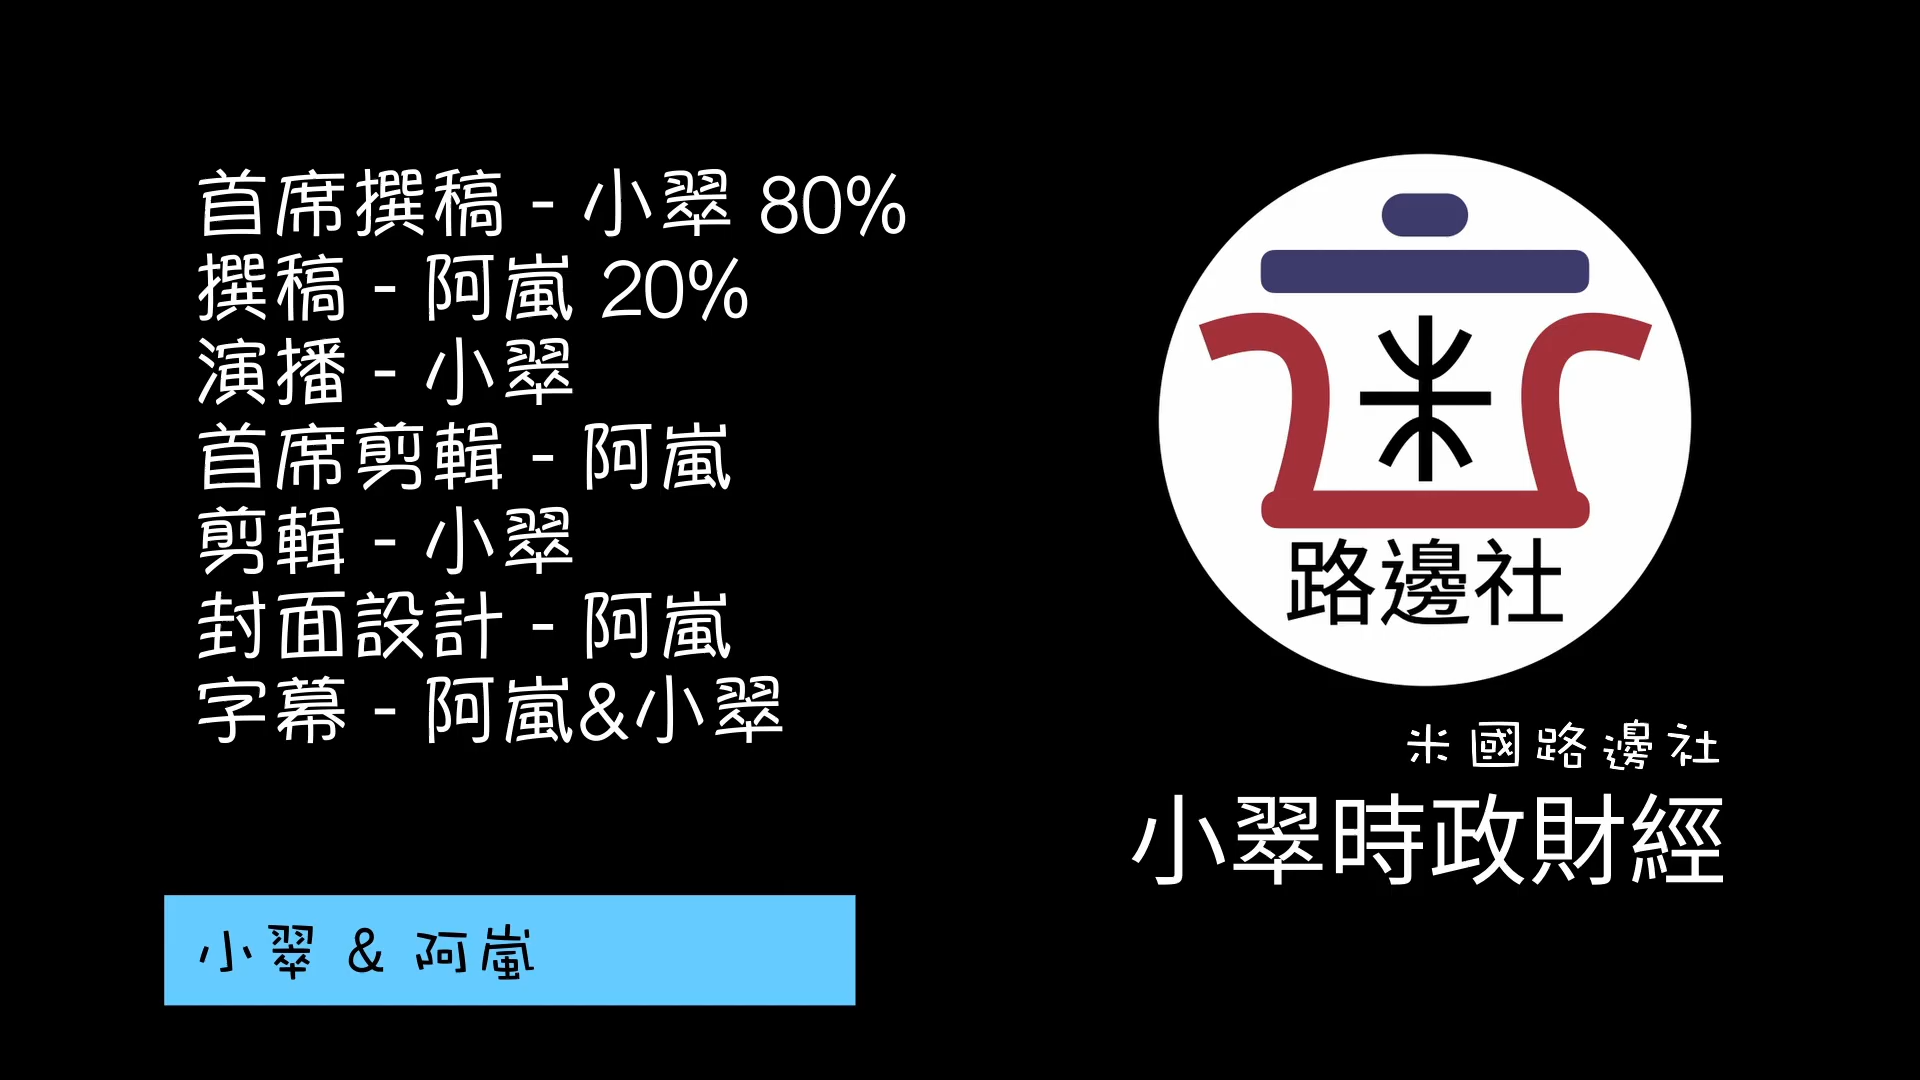 首席撰稿 - 小翠 80%
撰稿 - 阿嵐 20%
演播 - 小翠
首席剪輯 - 阿嵐
剪輯 - 小翠
封面設計 - 阿嵐
字幕 - 阿嵐&小翠
小翠 & 阿嵐
米
路邊社
米國路邊社
小翠時政財經